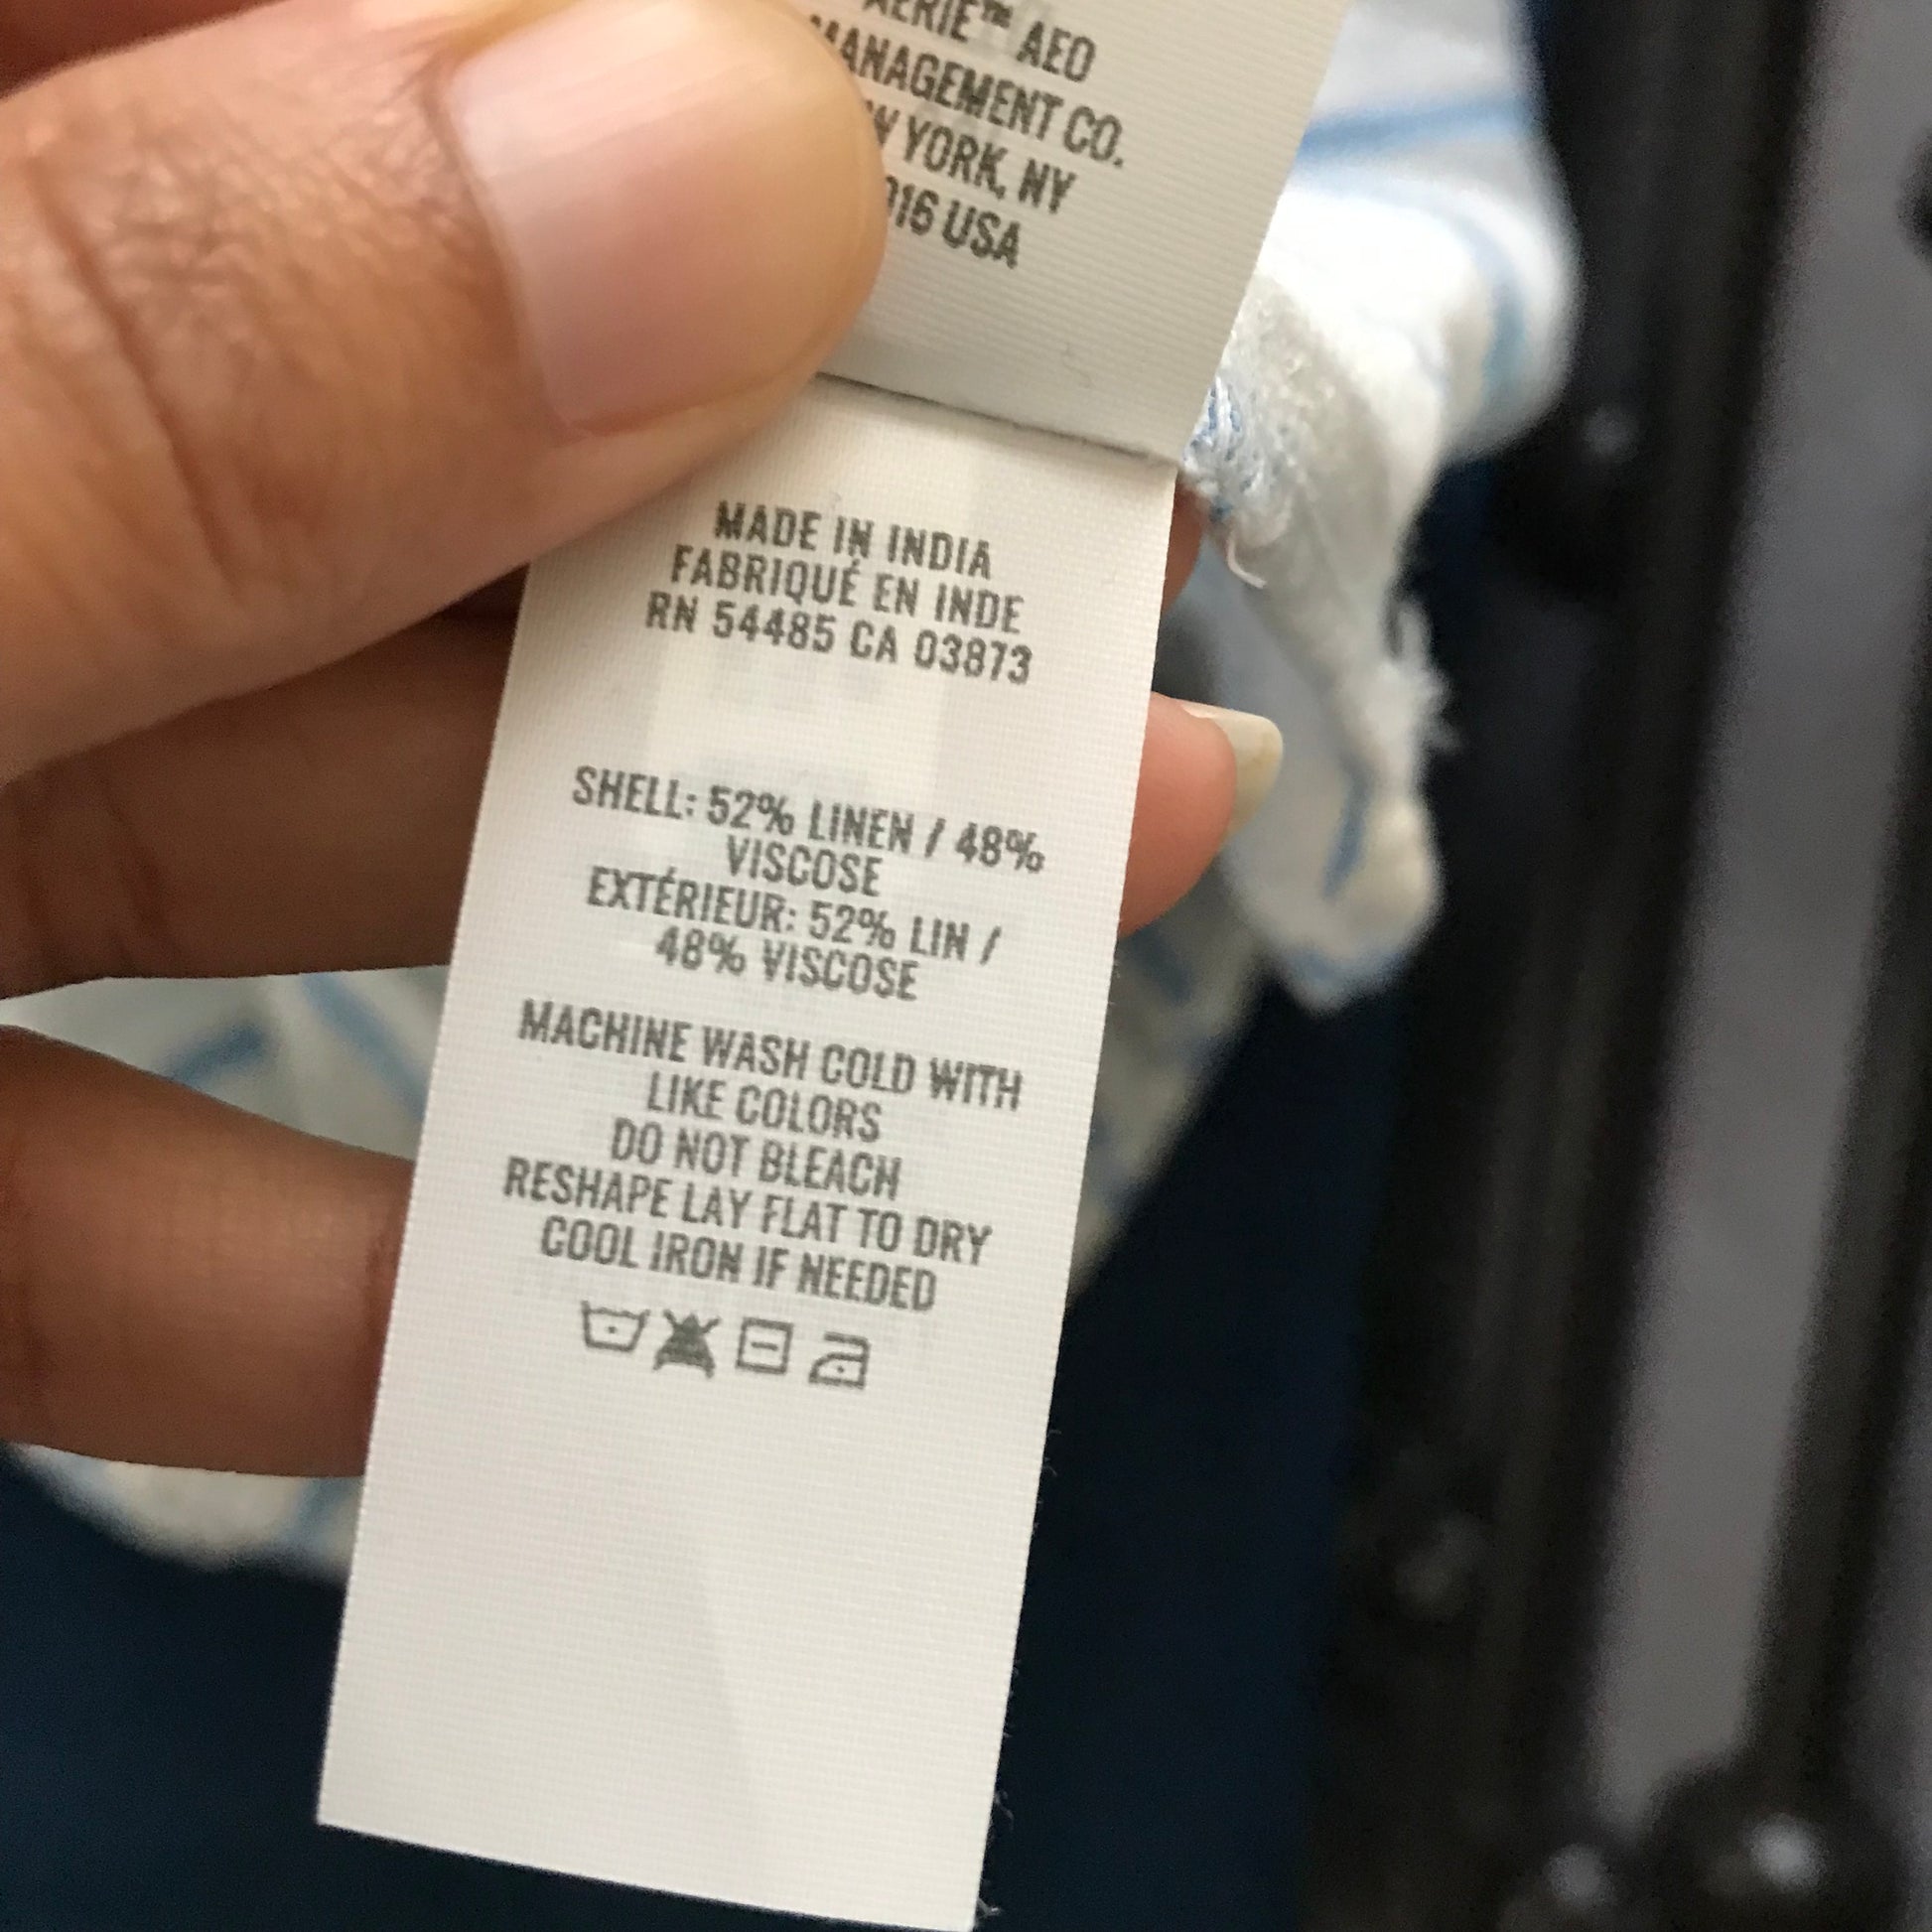 AERIE™ AEO
MANAGEMENT CO.
YORK, NY
USA
MADE IN INDIA
FABRIQUÉ EN INDE
RN 54485 CA 03873
SHELL: 52% LINEN / 48%
VISCOSE
EXTÉRIEUR: 52% LIN /
48% VISCOSE
MACHINE WASH COLD WITH
LIKE COLORS
DO NOT BLEACH
RESHAPE LAY FLAT TO DRY
COOL IRON IF NEEDED